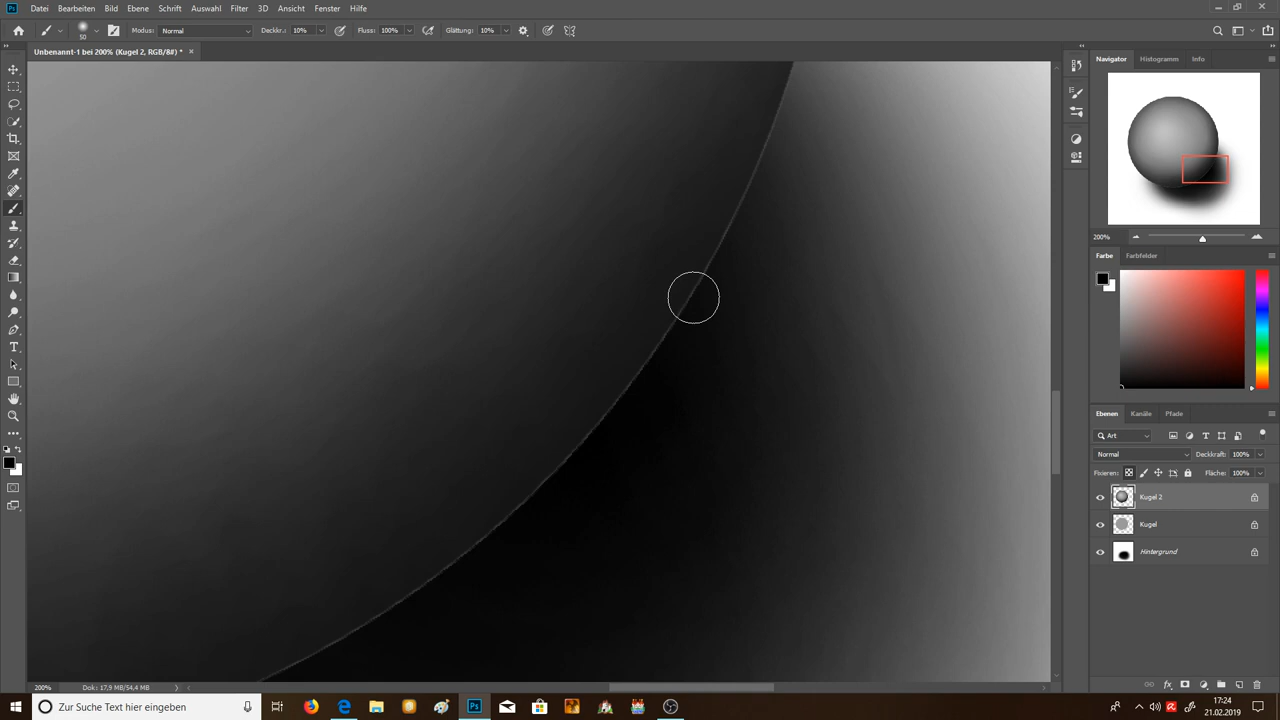 Ps Datei Bearbeiten Bild Ebene Schrift Auswahl Filter 3D Ansicht Fenster Hilfe
50 Modus: Normal Deckkr.: 10% Fluss: 100% Glättung: 10%
Unbenannt-1 bei 200% (Kugel 2, RGB/8#) * ×
Navigator Histogramm Info
200%
Farbe Farbfelder
Ebenen Kanäle Pfade
Art
Normal Deckkraft: 100%
Fixieren: Fläche: 100%
Kugel 2
Kugel
Hintergrund
200% Dok: 17,9 MB/54,4 MB
Zur Suche Text hier eingeben
Ps
17:24
21.02.2019